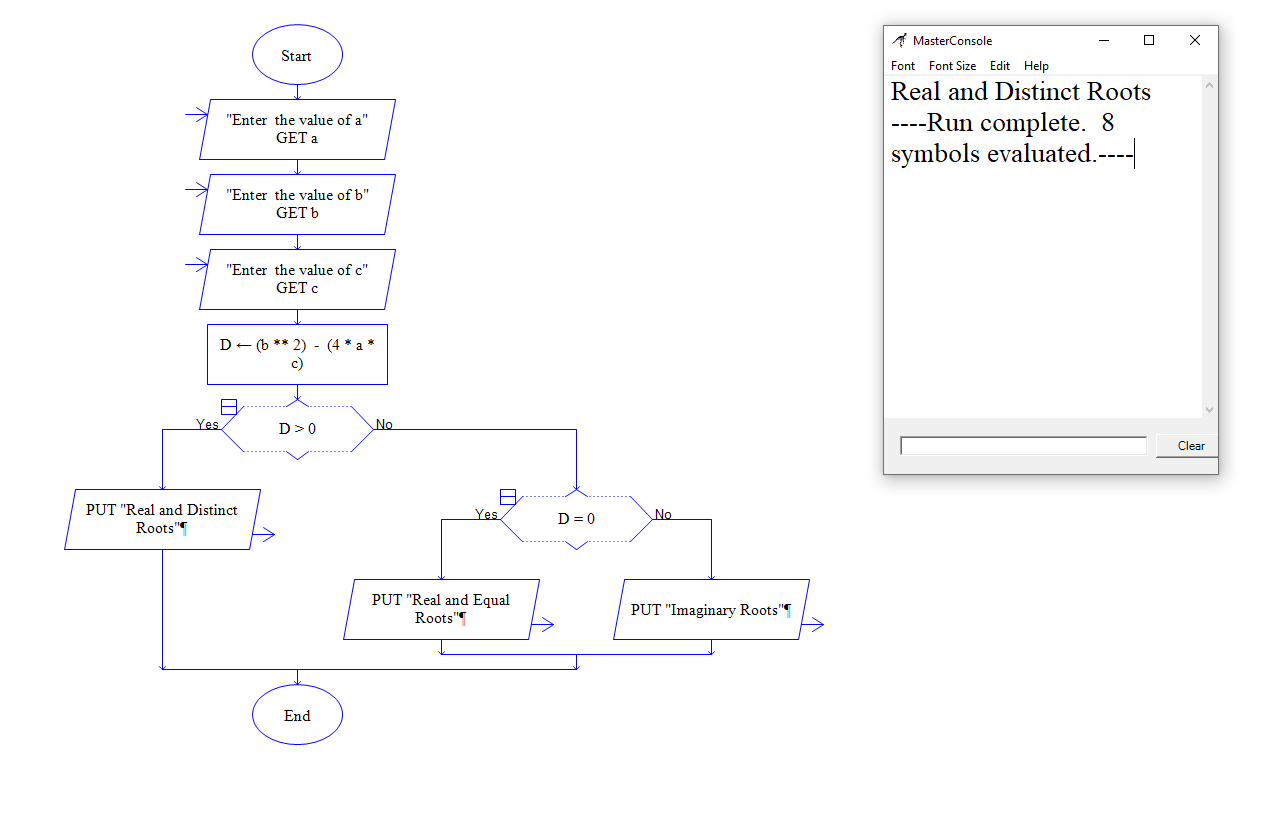 Start
"Enter  the value of a"
GET a
"Enter  the value of b"
GET b
"Enter  the value of c"
GET c
D ← (b ** 2)  -  (4 * a *
c)
Yes
D > 0
No
PUT "Real and Distinct
Roots"¶
Yes
D = 0
No
PUT "Real and Equal
Roots"¶
PUT "Imaginary Roots"¶
End
MasterConsole
Font  Font Size  Edit  Help
Real and Distinct Roots
----Run complete.  8
symbols evaluated.----
Clear